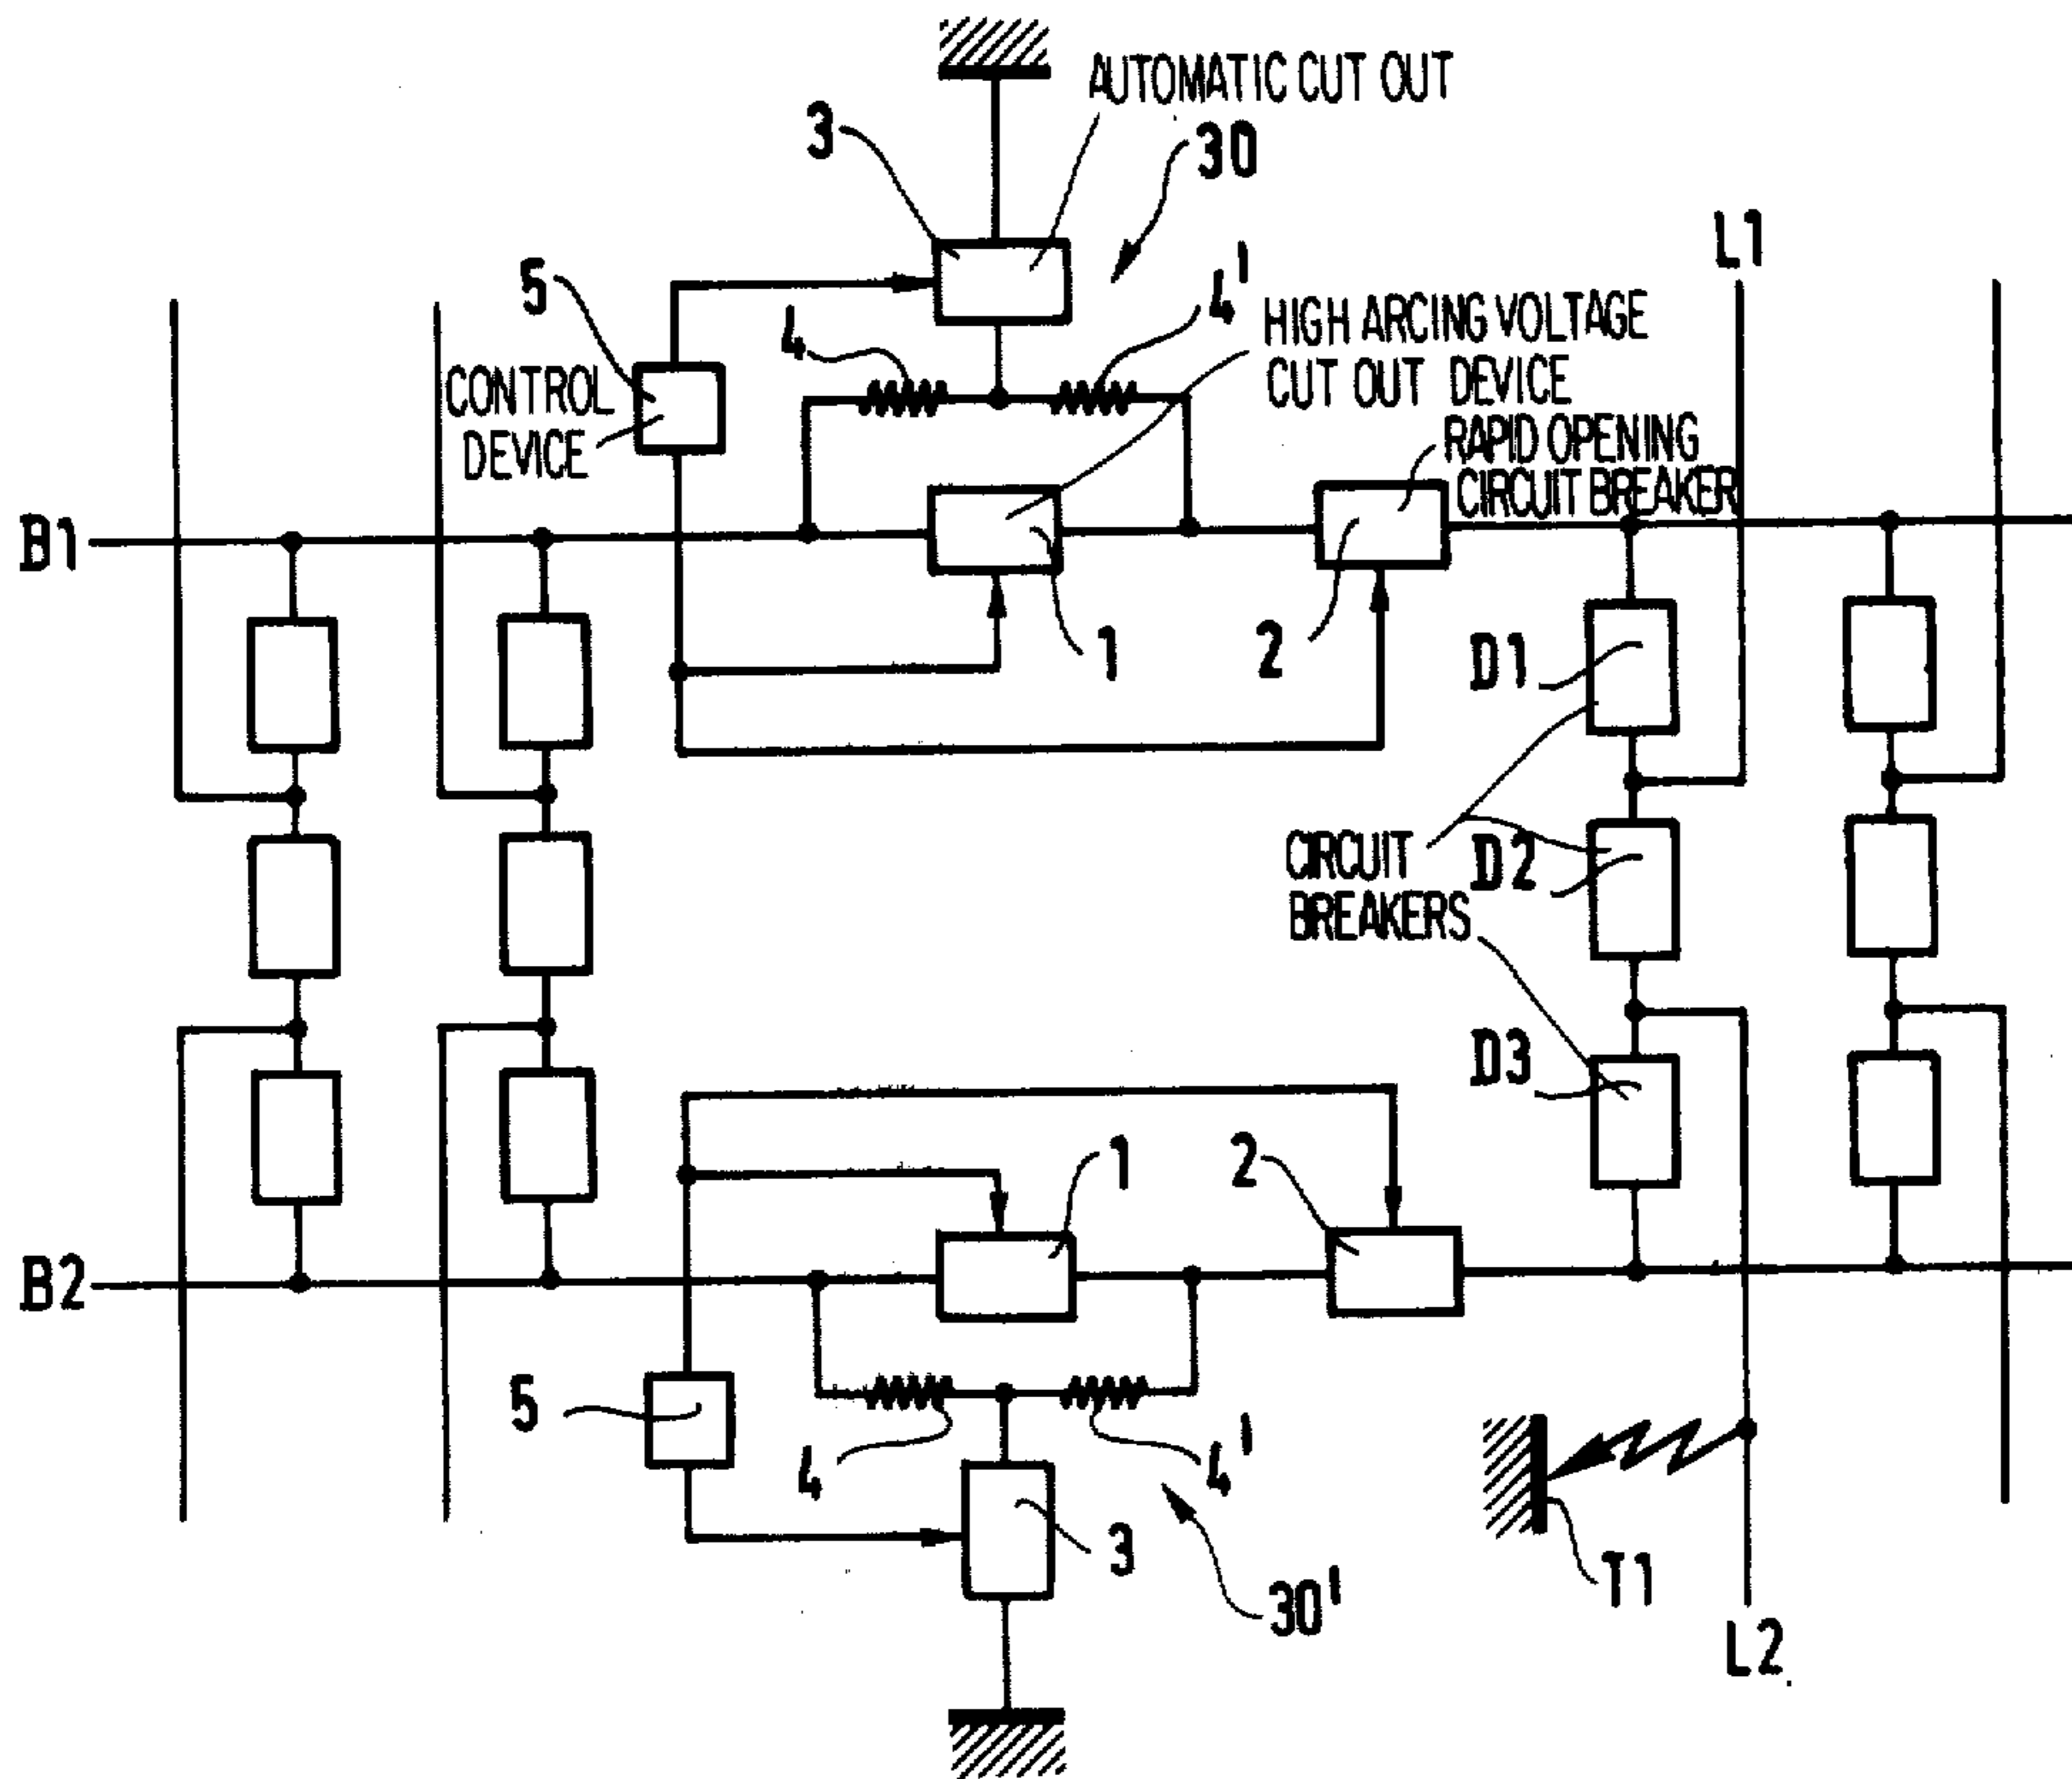 AUTOMATIC CUT OUT
3
30
L1
5
4
4'
HIGH ARCING VOLTAGE
CUT OUT DEVICE
CONTROL
DEVICE
RAPID OPENING
CIRCUIT BREAKER
B1
1
2
D1
CIRCUIT
BREAKERS
D2
D3
1
2
B2
5
4
4'
3
30'
T1
L2